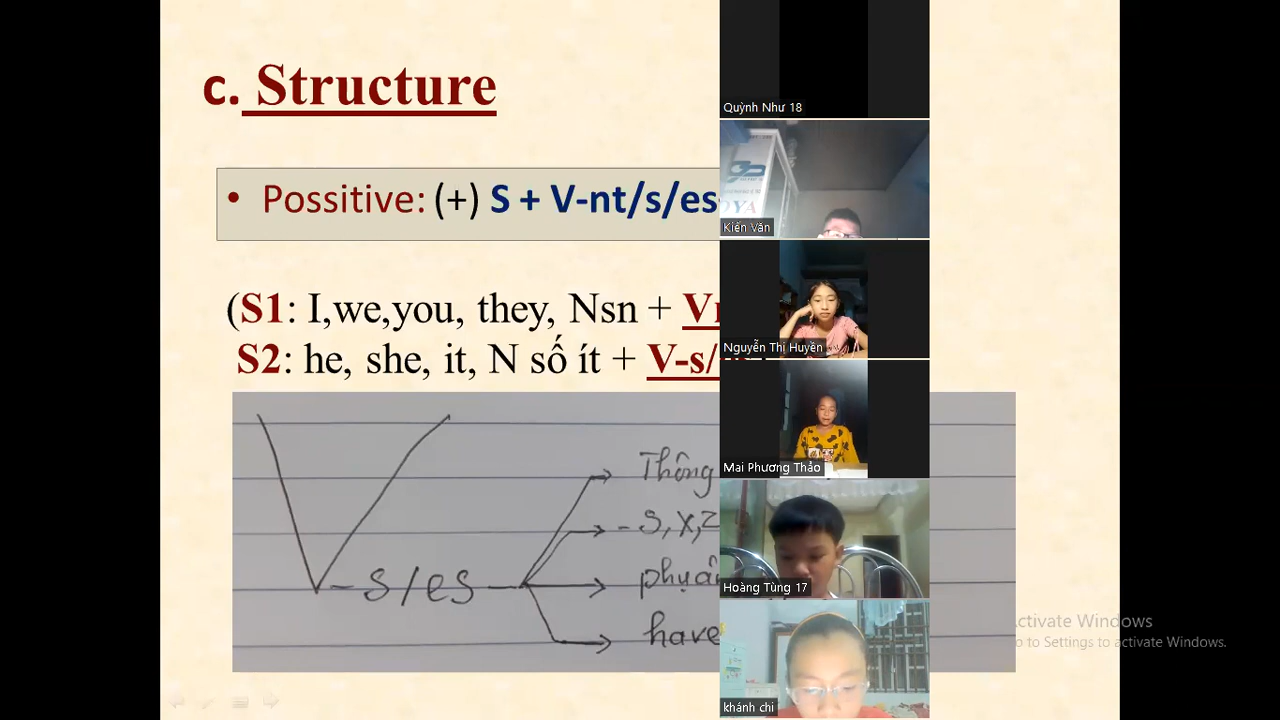 c. Structure
• Possitive: (+) S + V-nt/s/es
(S1: I,we,you, they, Nsn +
S2: he, she, it, N số ít + V-s/
V - s/es
Thông
- s, x, z
have
Quỳnh Như 18
Kiến Văn
Nguyễn Thị Huyền
Mai Phương Thảo
Hoàng Tùng 17
khánh chi
Activate Windows
to Settings to activate Windows.